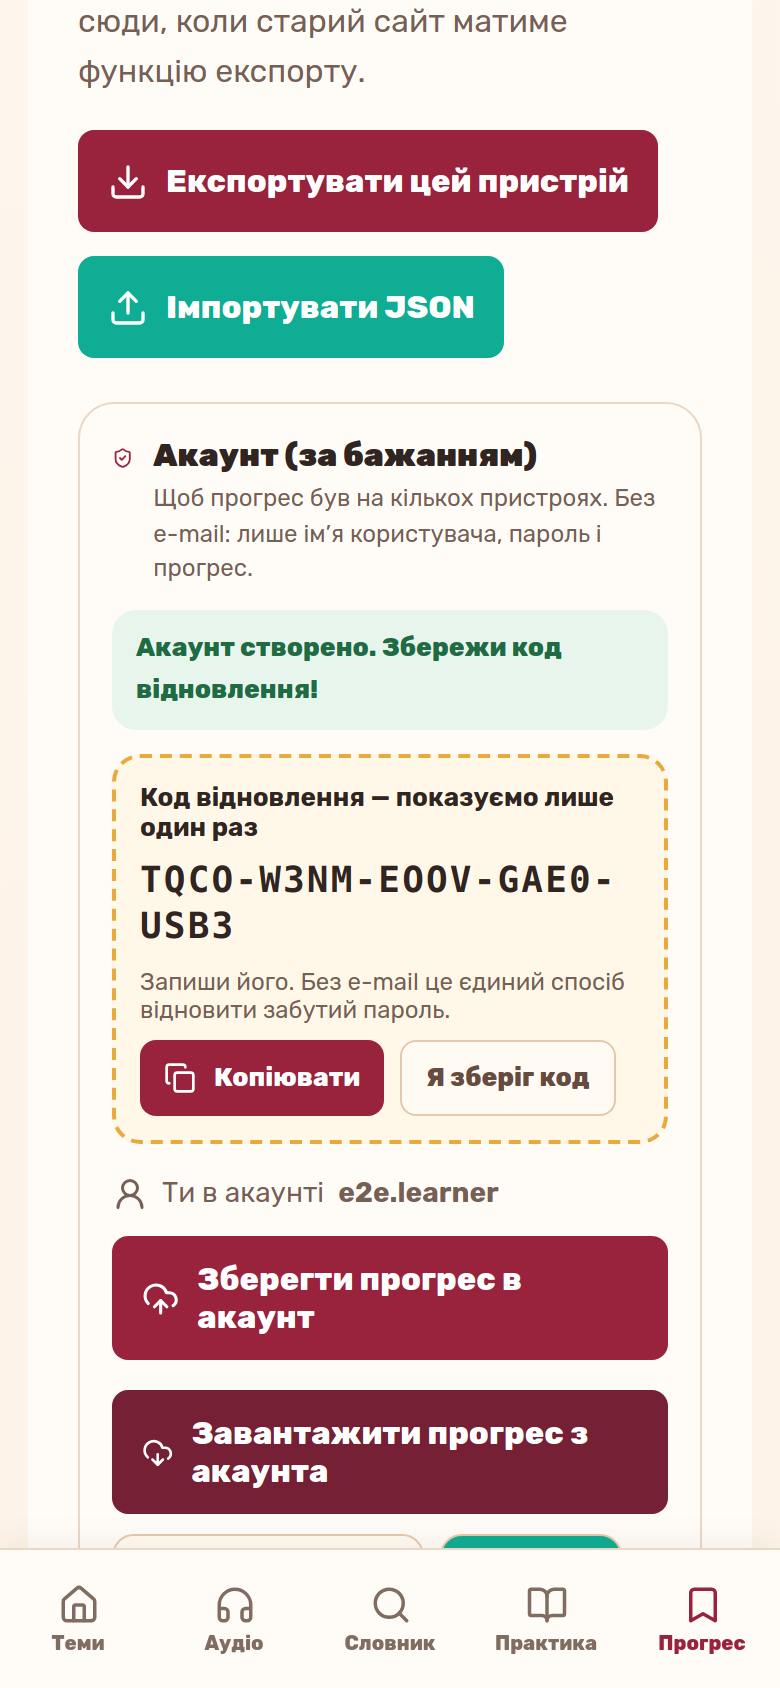 сюди, коли старий сайт матиме
функцію експорту.
Експортувати цей пристрій
Імпортувати JSON
Акаунт (за бажанням)
Щоб прогрес був на кількох пристроях. Без
e-mail: лише ім’я користувача, пароль і
прогрес.
Акаунт створено. Збережи код
відновлення!
Код відновлення — показуємо лише
один раз
TQCO-W3NM-EOOV-GAE0-
USB3
Запиши його. Без e-mail це єдиний спосіб
відновити забутий пароль.
Копіювати
Я зберіг код
Ти в акаунті e2e.learner
Зберегти прогрес в
акаунт
Завантажити прогрес з
акаунта
Теми
Аудіо
Словник
Практика
Прогрес